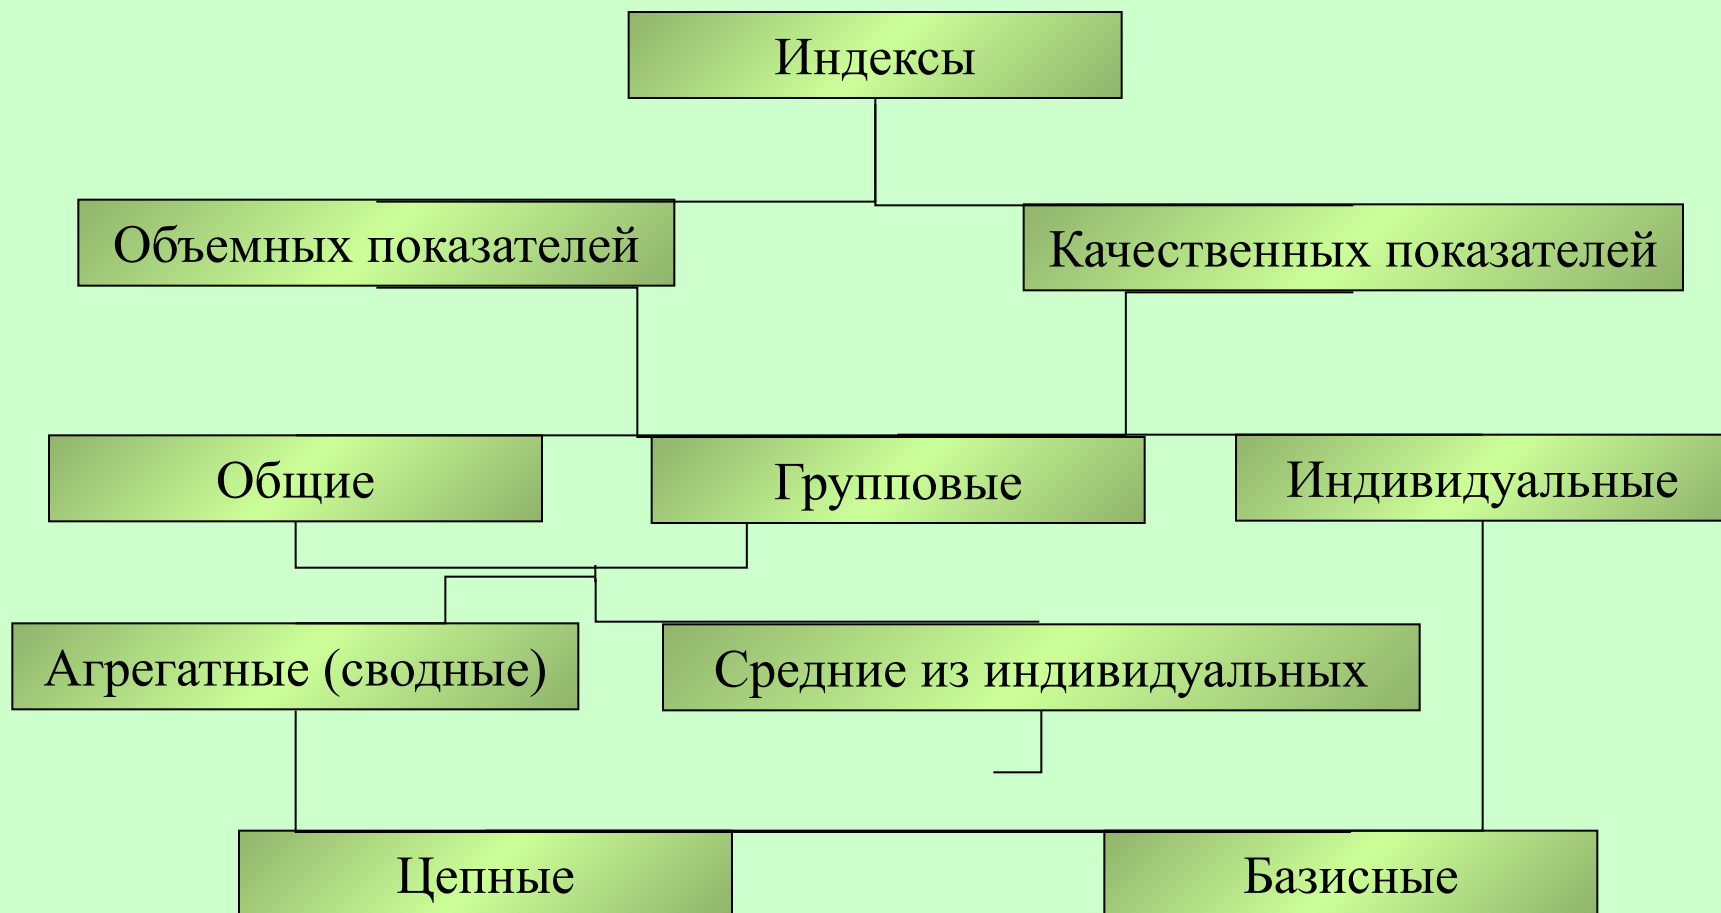 Индексы
Объемных показателей
Качественных показателей
Общие
Групповые
Индивидуальные
Агрегатные (сводные)
Средние из индивидуальных
Цепные
Базисные